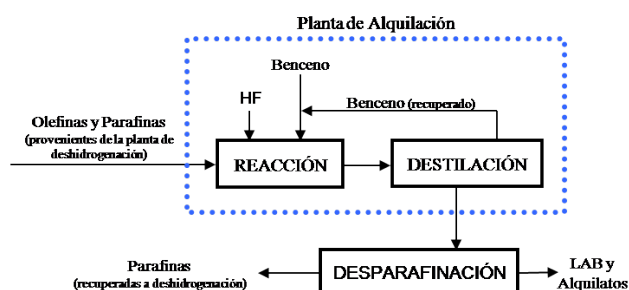 Planta de Alquilación
Benceno
HF
Benceno (recuperado)
Olefinas y Parafinas
(provenientes de la planta de
deshidrogenación)
REACCIÓN
DESTILACIÓN
Parafinas
(recuperadas a deshidrogenación)
DESPARAFINACIÓN
LAB y
Alquilatos